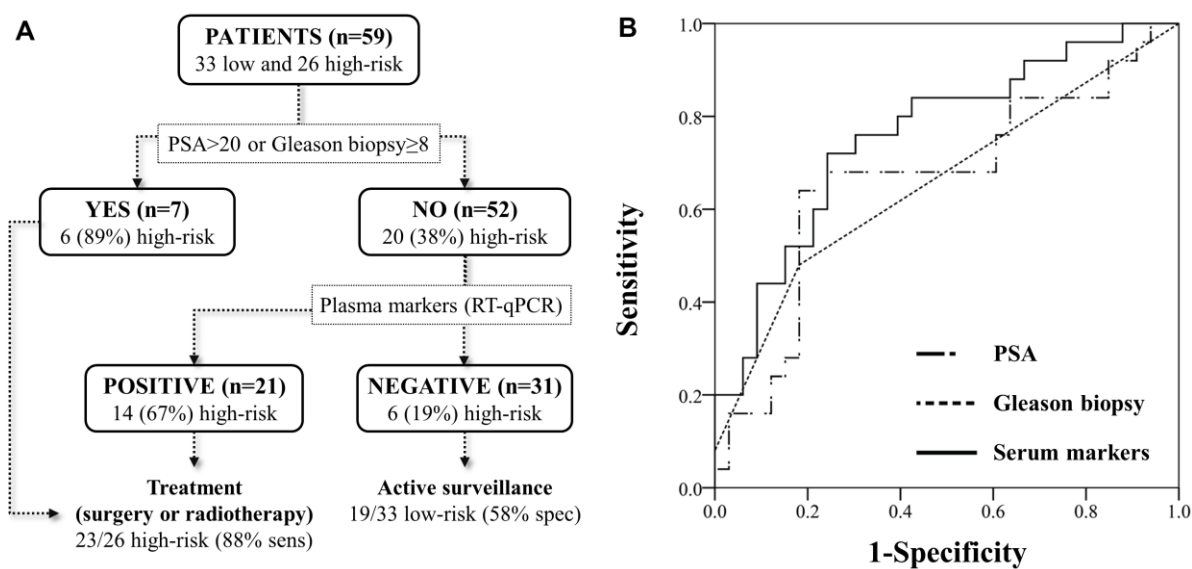 A
PATIENTS (n=59)
33 low and 26 high-risk
PSA>20 or Gleason biopsy≥8
YES (n=7)
6 (89%) high-risk
NO (n=52)
20 (38%) high-risk
Plasma markers (RT-qPCR)
POSITIVE (n=21)
14 (67%) high-risk
NEGATIVE (n=31)
6 (19%) high-risk
Treatment
(surgery or radiotherapy)
23/26 high-risk (88% sens)
Active surveillance
19/33 low-risk (58% spec)
B
Sensitivity
1.0
0.8
0.6
0.4
0.2
0.0
PSA
Gleason biopsy
Serum markers
0.0 0.2 0.4 0.6 0.8 1.0
1-Specificity